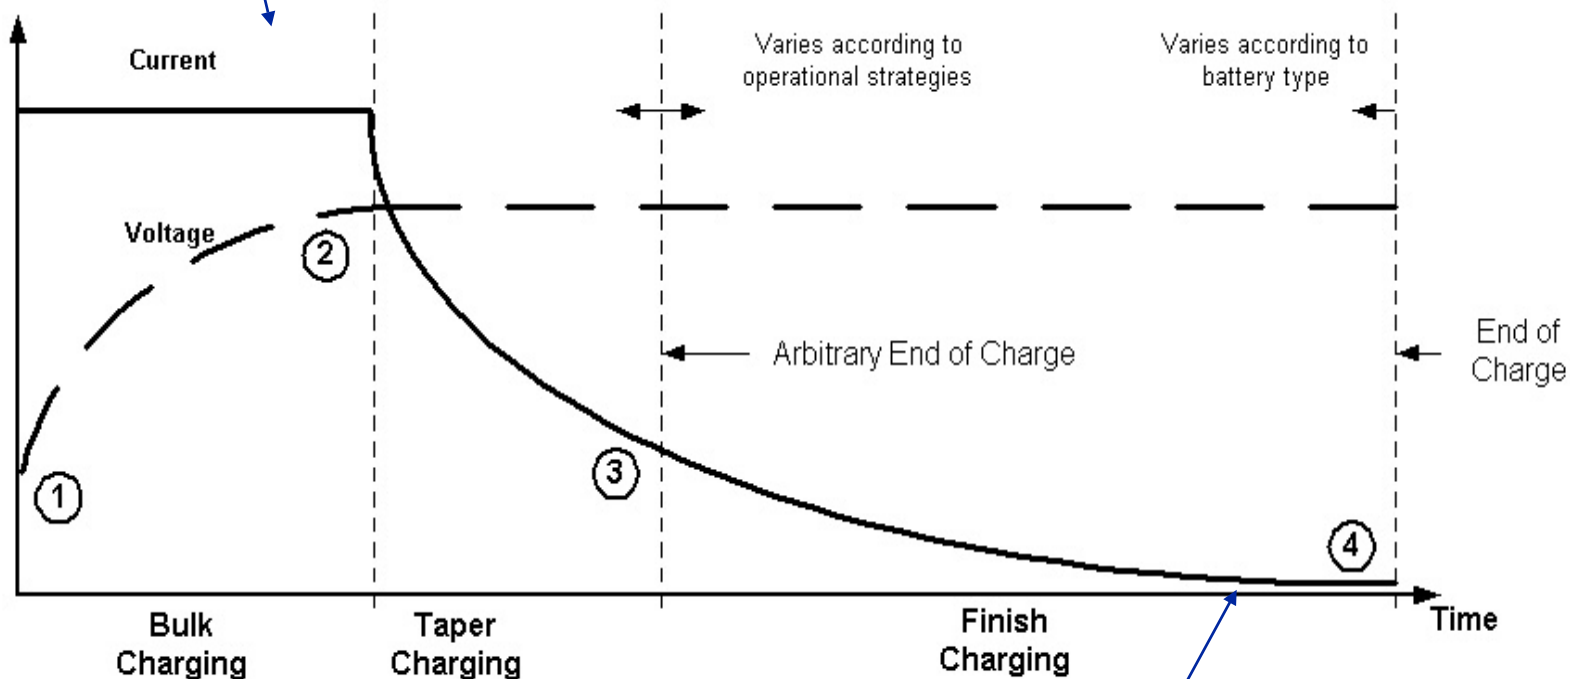 Current
Varies according to
operational strategies
Varies according to
battery type
Voltage
2
Arbitrary End of Charge
End of
Charge
3
1
4
Time
Bulk
Charging
Taper
Charging
Finish
Charging